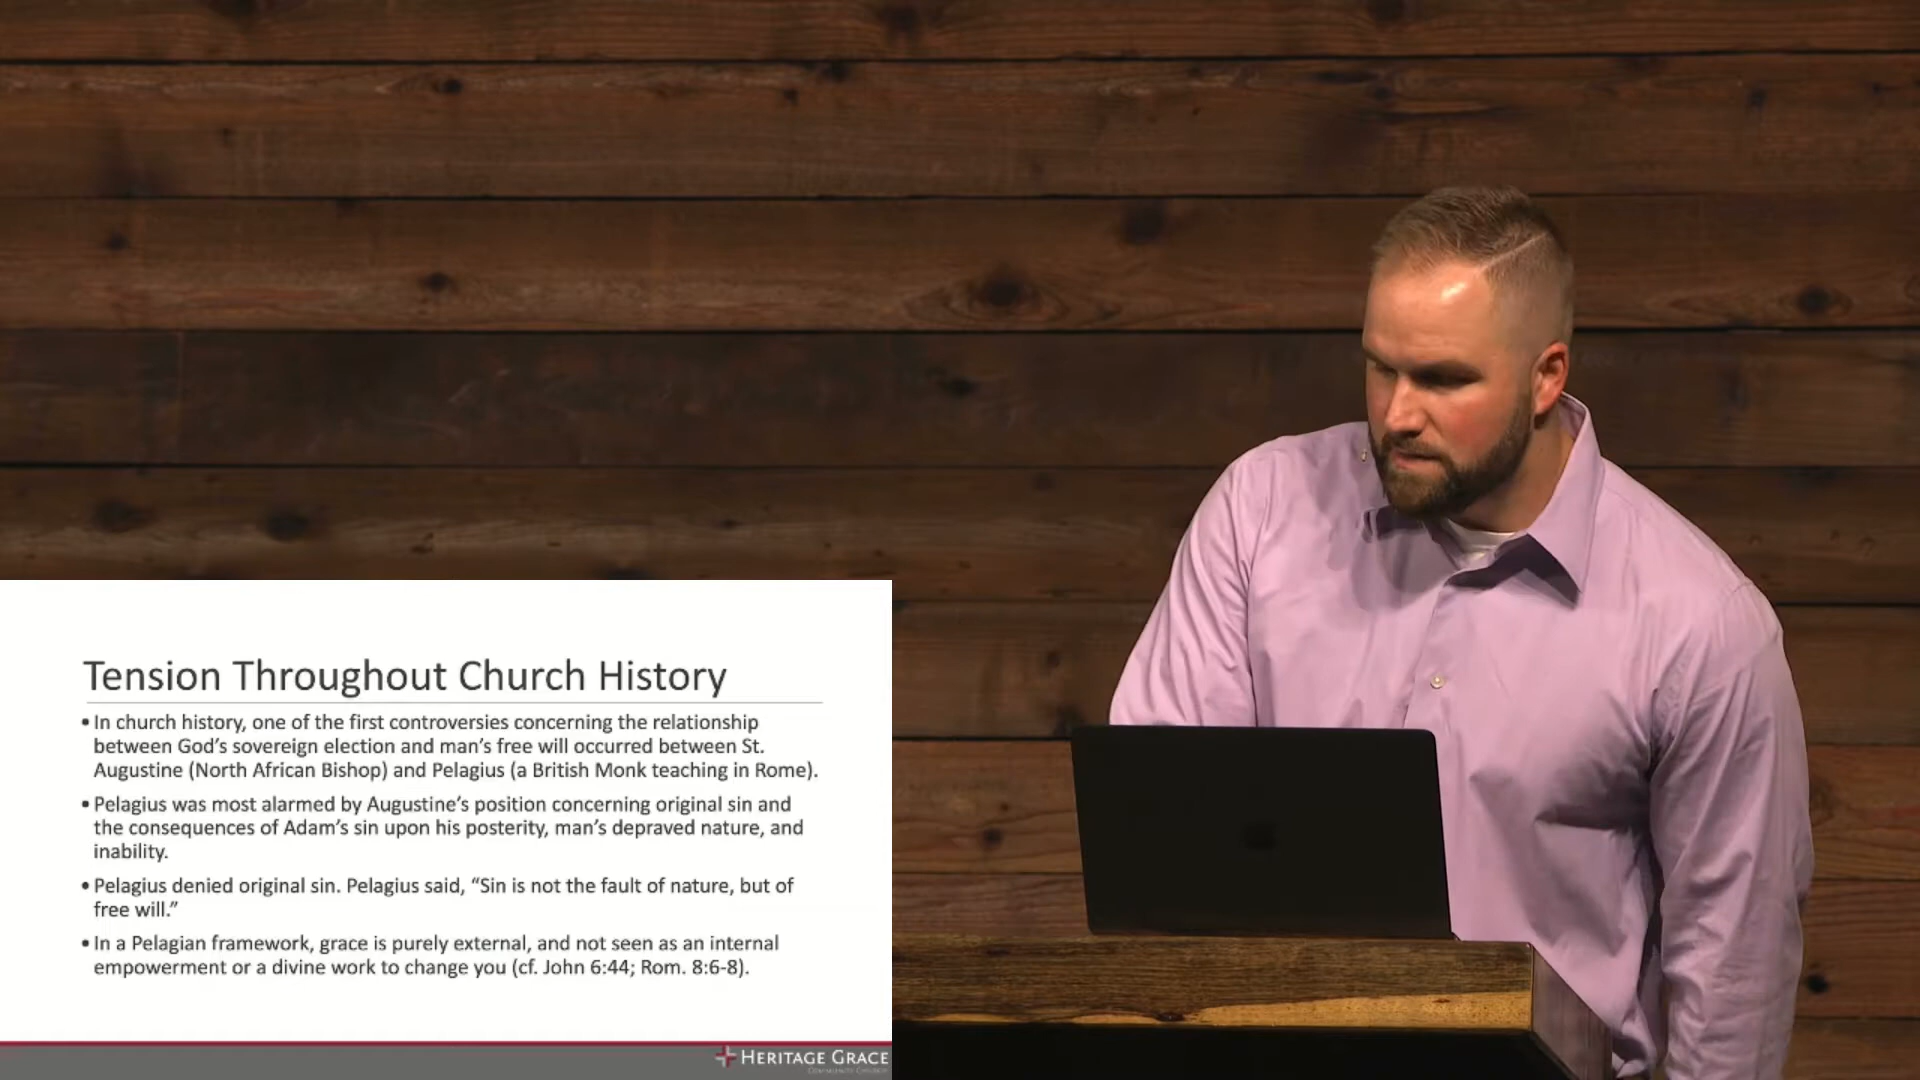 Tension Throughout Church History
• In church history, one of the first controversies concerning the relationship
between God's sovereign election and man's free will occurred between St.
Augustine (North African Bishop) and Pelagius (a British Monk teaching in Rome).
• Pelagius was most alarmed by Augustine's position concerning original sin and
the consequences of Adam's sin upon his posterity, man's depraved nature, and
inability.
• Pelagius denied original sin. Pelagius said, “Sin is not the fault of nature, but of
free will.”
• In a Pelagian framework, grace is purely external, and not seen as an internal
empowerment or a divine work to change you (cf. John 6:44; Rom. 8:6-8).
HERITAGE GRACE
COMMUNITY CHURCH